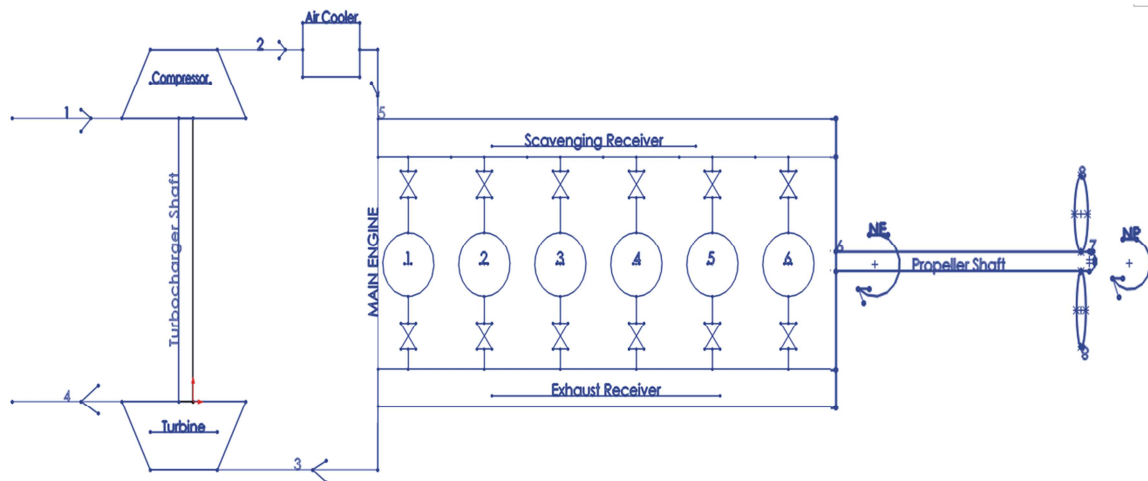 Air Cooler
2
Compressor
1
5
Scavenging Receiver
8
Turbocharger Shaft
MAIN ENGINE
NE
NP
6
7
1
2
3
4
5
6
Propeller Shaft
8
4
Exhaust Receiver
Turbine
3